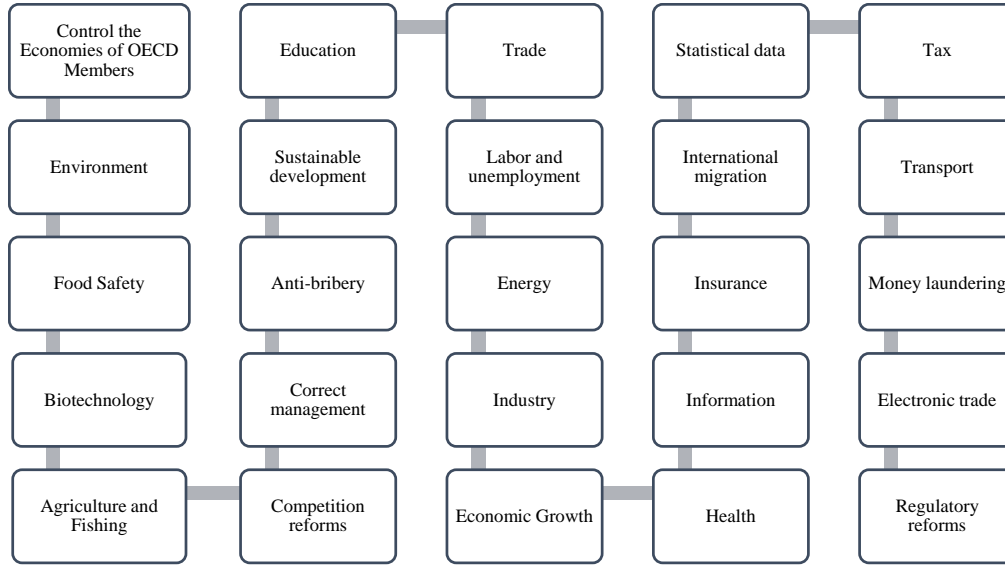 Control the
Economies of OECD
Members
Environment
Food Safety
Biotechnology
Agriculture and
Fishing
Competition
reforms
Correct
management
Anti-bribery
Sustainable
development
Education
Trade
Labor and
unemployment
Energy
Industry
Economic Growth
Health
Information
Insurance
International
migration
Statistical data
Tax
Transport
Money laundering
Electronic trade
Regulatory
reforms